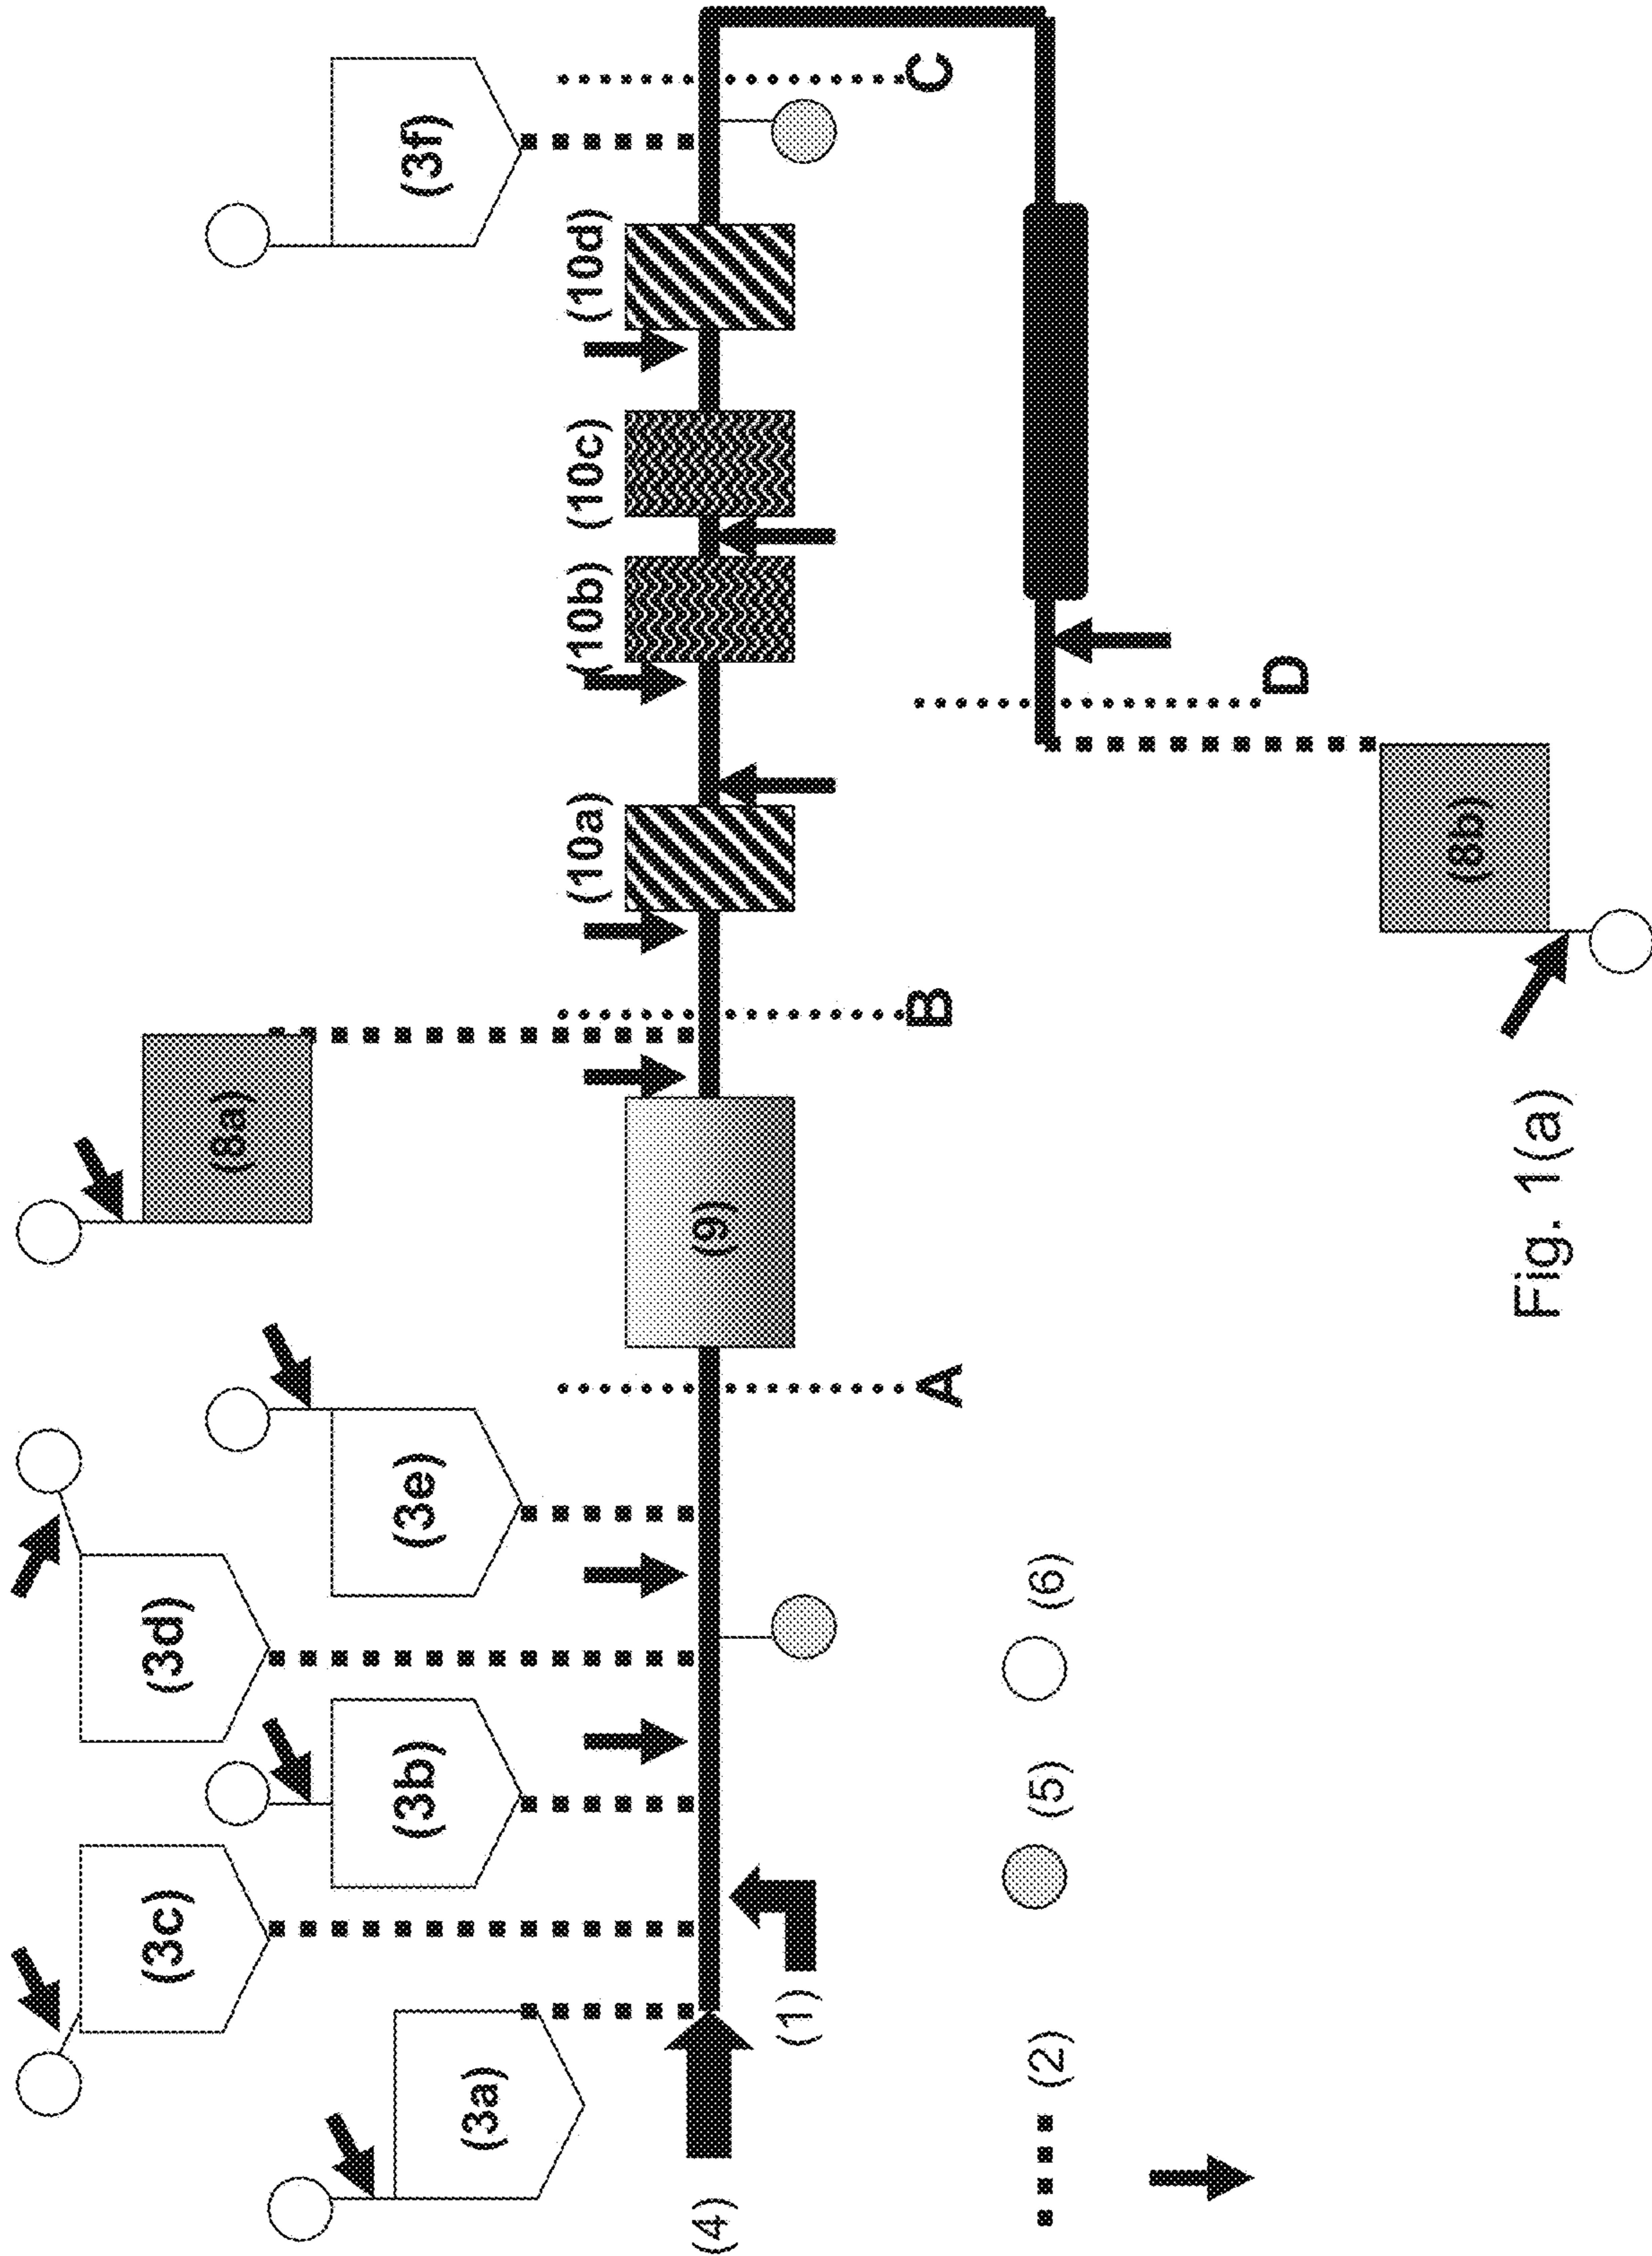 (3c) (3d)
(8a)
(3b) (3e) (3f)
(3a)
(10a) (10b) (10c) (10d)
(4) (9)
(1)
A B C
(2) (5) (6)
D
(8b)
Fig. 1(a)